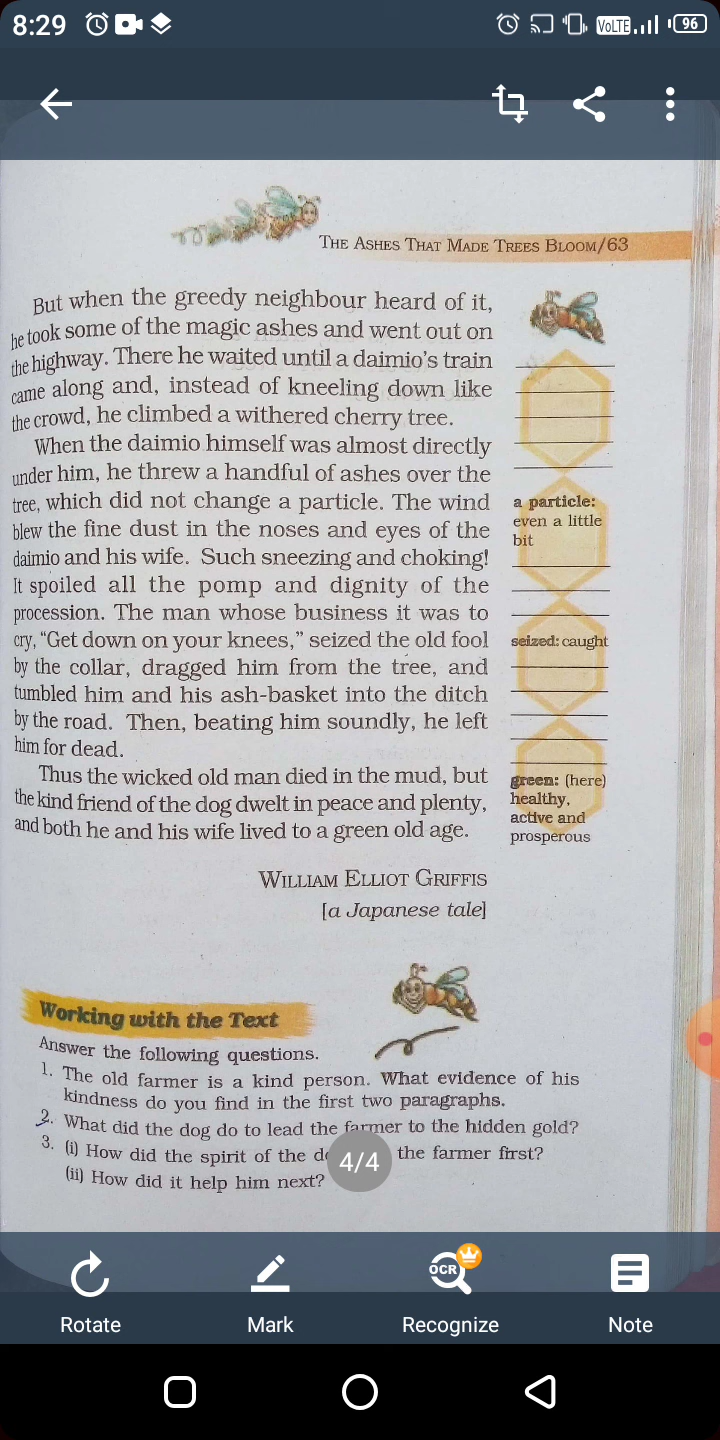 8:29 VoLTE 96
THE ASHES THAT MADE TREES BLOOM/63
But when the greedy neighbour heard of it,
he took some of the magic ashes and went out on
the highway. There he waited until a daimio's train
came along and, instead of kneeling down like
the crowd, he climbed a withered cherry tree.
When the daimio himself was almost directly
under him, he threw a handful of ashes over the
tree, which did not change a particle. The wind
blew the fine dust in the noses and eyes of the
daimio and his wife. Such sneezing and choking!
It spoiled all the pomp and dignity of the
procession. The man whose business it was to
cry, “Get down on your knees,” seized the old fool
by the collar, dragged him from the tree, and
tumbled him and his ash-basket into the ditch
by the road. Then, beating him soundly, he left
him for dead.
Thus the wicked old man died in the mud, but
the kind friend of the dog dwelt in peace and plenty,
and both he and his wife lived to a green old age.
a particle:
even a little
bit
seized: caught
green: (here)
healthy,
active and
prosperous
WILLIAM ELLIOT GRIFFIS
[a Japanese tale]
Working with the Text
Answer the following questions.
1. The old farmer is a kind person. What evidence of his
kindness do you find in the first two paragraphs.
2. What did the dog do to lead the farmer to the hidden gold?
3. (i) How did the spirit of the the farmer first?
(ii) How did it help him next?
4/4
Rotate Mark OCR Recognize Note